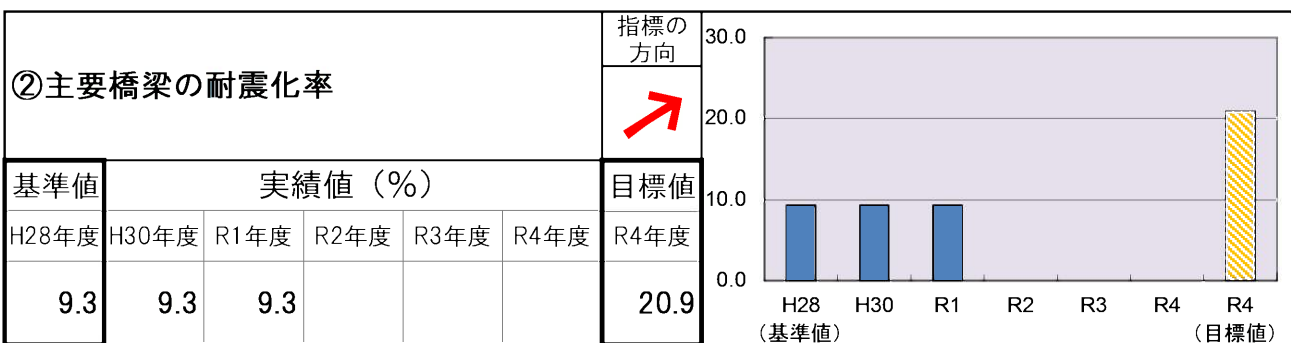 ②主要橋梁の耐震化率
指標の
方向
基準値 実績値（%） 目標値
H28年度 H30年度 R1年度 R2年度 R3年度 R4年度 R4年度
9.3 9.3 9.3 20.9
30.0
20.0
10.0
0.0
H28 H30 R1 R2 R3 R4 R4
（基準値） （目標値）